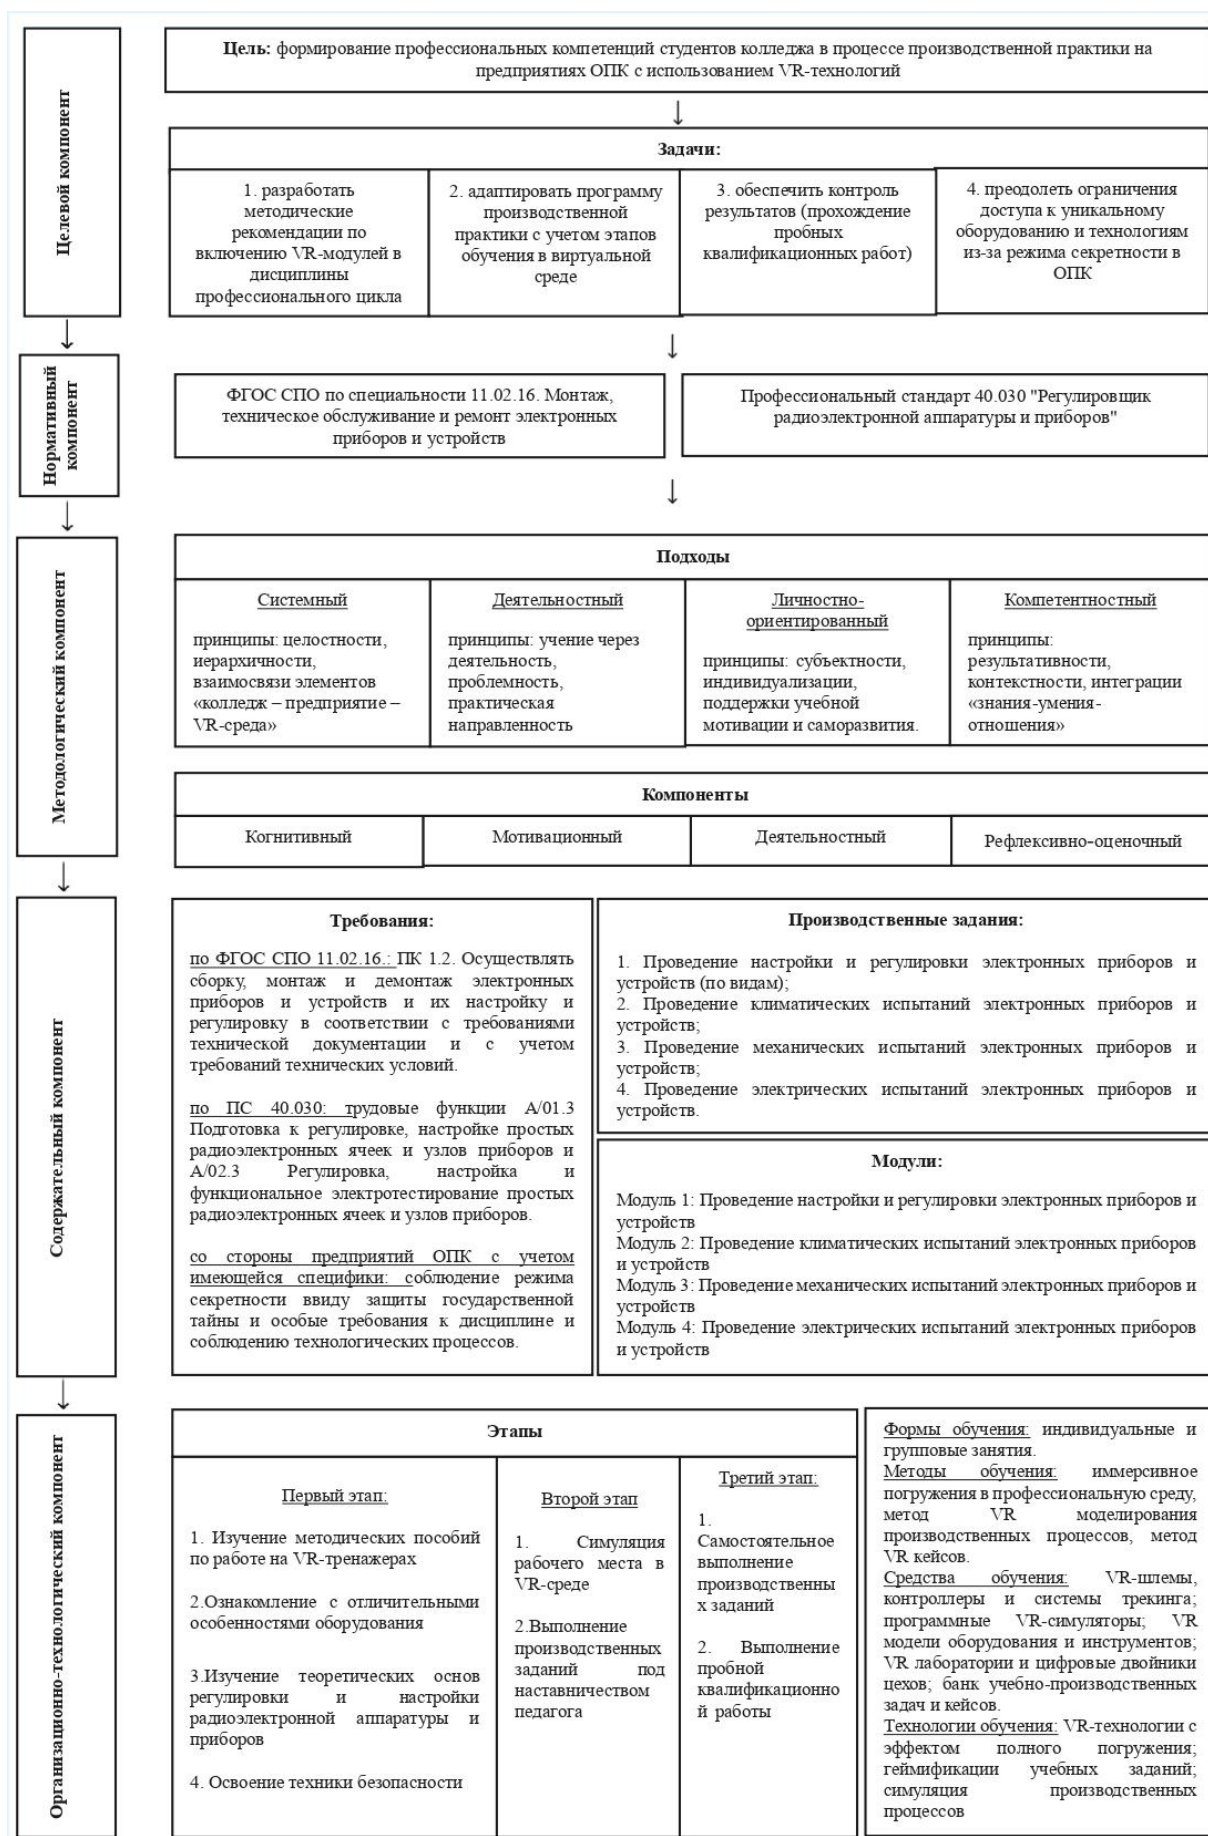 Целевой компонент
Цель: формирование профессиональных компетенций студентов колледжа в процессе производственной практики на
предприятиях ОПК с использованием VR-технологий
↓
Задачи:
1. разработать
методические
рекомендации по
включению VR-модулей в
дисциплины
профессионального цикла
2. адаптировать программу
производственной
практики с учетом этапов
обучения в виртуальной
среде
3. обеспечить контроль
результатов (прохождение
пробных
квалификационных работ)
4. преодолеть ограничения
доступа к уникальному
оборудованию и технологиям
из-за режима секретности в
ОПК
↓
↓
Нормативный
компонент
ФГОС СПО по специальности 11.02.16. Монтаж,
техническое обслуживание и ремонт электронных
приборов и устройств
Профессиональный стандарт 40.030 "Регулировщик
радиоэлектронной аппаратуры и приборов"
↓
↓
Методологический компонент
Подходы
Системный
принципы: целостности,
иерархичности,
взаимосвязи элементов
«колледж – предприятие –
VR-среда»
Деятельностный
принципы: учение через
деятельность,
проблемность,
практическая
направленность
Личностно-
ориентированный
принципы: субъектности,
индивидуализации,
поддержки учебной
мотивации и саморазвития.
Компетентностный
принципы:
результативности,
контекстности, интеграции
«знания-умения-
отношения»
Компоненты
Когнитивный
Мотивационный
Деятельностный
Рефлексивно-оценочный
↓
Содержательный компонент
Требования:
по ФГОС СПО 11.02.16.: ПК 1.2. Осуществлять
сборку, монтаж и демонтаж электронных
приборов и устройств и их настройку и
регулировку в соответствии с требованиями
технической документации и с учетом
требований технических условий.
по ПС 40.030: трудовые функции А/01.3
Подготовка к регулировке, настройке простых
радиоэлектронных ячеек и узлов приборов и
А/02.3 Регулировка, настройка и
функциональное электротестирование простых
радиоэлектронных ячеек и узлов приборов.
со стороны предприятий ОПК с учетом
имеющейся специфики: соблюдение режима
секретности ввиду защиты государственной
тайны и особые требования к дисциплине и
соблюдению технологических процессов.
Производственные задания:
1. Проведение настройки и регулировки электронных приборов и
устройств (по видам);
2. Проведение климатических испытаний электронных приборов и
устройств;
3. Проведение механических испытаний электронных приборов и
устройств;
4. Проведение электрических испытаний электронных приборов и
устройств.
Модули:
Модуль 1: Проведение настройки и регулировки электронных приборов и
устройств
Модуль 2: Проведение климатических испытаний электронных приборов
и устройств
Модуль 3: Проведение механических испытаний электронных приборов и
устройств
Модуль 4: Проведение электрических испытаний электронных приборов
и устройств
↓
Организационно-технологический компонент
Этапы
Первый этап:
1. Изучение методических пособий
по работе на VR-тренажерах
2.Ознакомление с отличительными
особенностями оборудования
3.Изучение теоретических основ
регулировки и настройки
радиоэлектронной аппаратуры и
приборов
4. Освоение техники безопасности
Второй этап
1. Симуляция
рабочего места в
VR-среде
2.Выполнение
производственных
заданий под
наставничеством
педагога
Третий этап:
1.
Самостоятельное
выполнение
производственны
х заданий
2. Выполнение
пробной
квалификационно
й работы
Формы обучения: индивидуальные и
групповые занятия.
Методы обучения: иммерсивное
погружения в профессиональную среду,
метод VR моделирования
производственных процессов, метод
VR кейсов.
Средства обучения: VR-шлемы,
контроллеры и системы трекинга;
программные VR-симуляторы; VR
модели оборудования и инструментов;
VR лаборатории и цифровые двойники
цехов; банк учебно-производственных
задач и кейсов.
Технологии обучения: VR-технологии с
эффектом полного погружения;
геймификации учебных заданий;
симуляция производственных
процессов